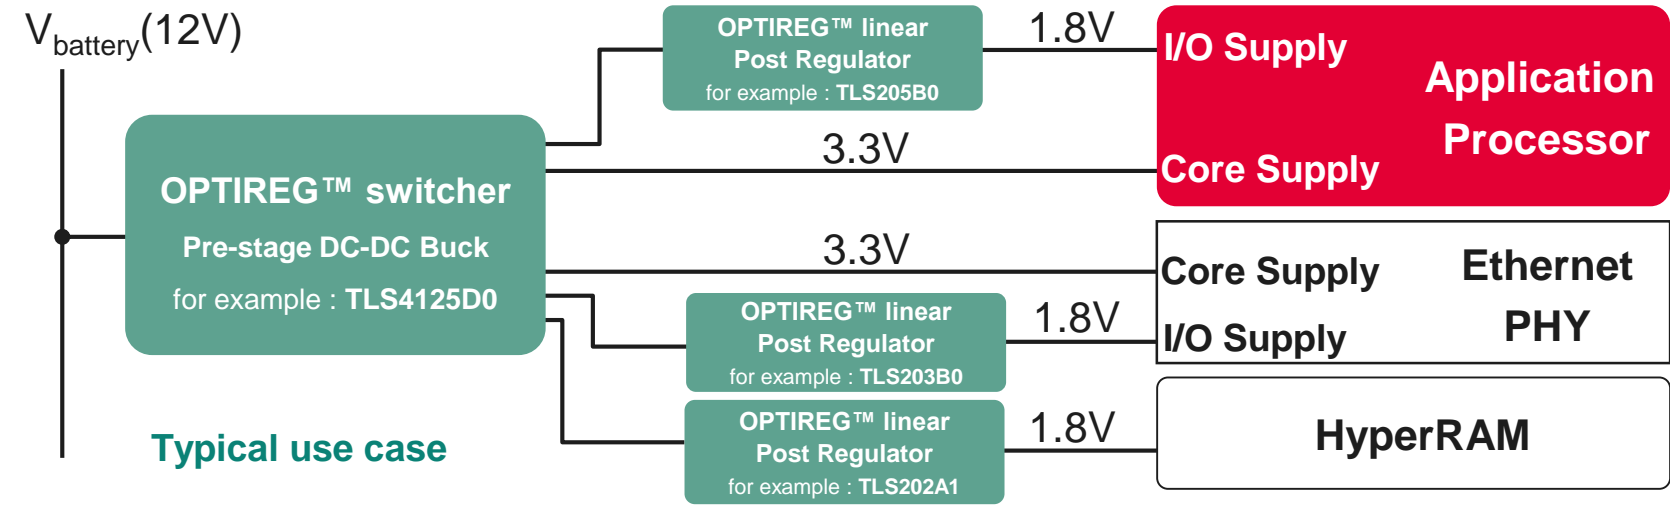 Vbattery(12V)
OPTIREG™ switcher
Pre-stage DC-DC Buck
for example : TLS4125D0
Typical use case
OPTIREG™ linear
Post Regulator
for example : TLS205B0
1.8V
I/O Supply
Application
Processor
3.3V
Core Supply
3.3V
Core Supply
Ethernet
PHY
OPTIREG™ linear
Post Regulator
for example : TLS203B0
1.8V
I/O Supply
OPTIREG™ linear
Post Regulator
for example : TLS202A1
1.8V
HyperRAM